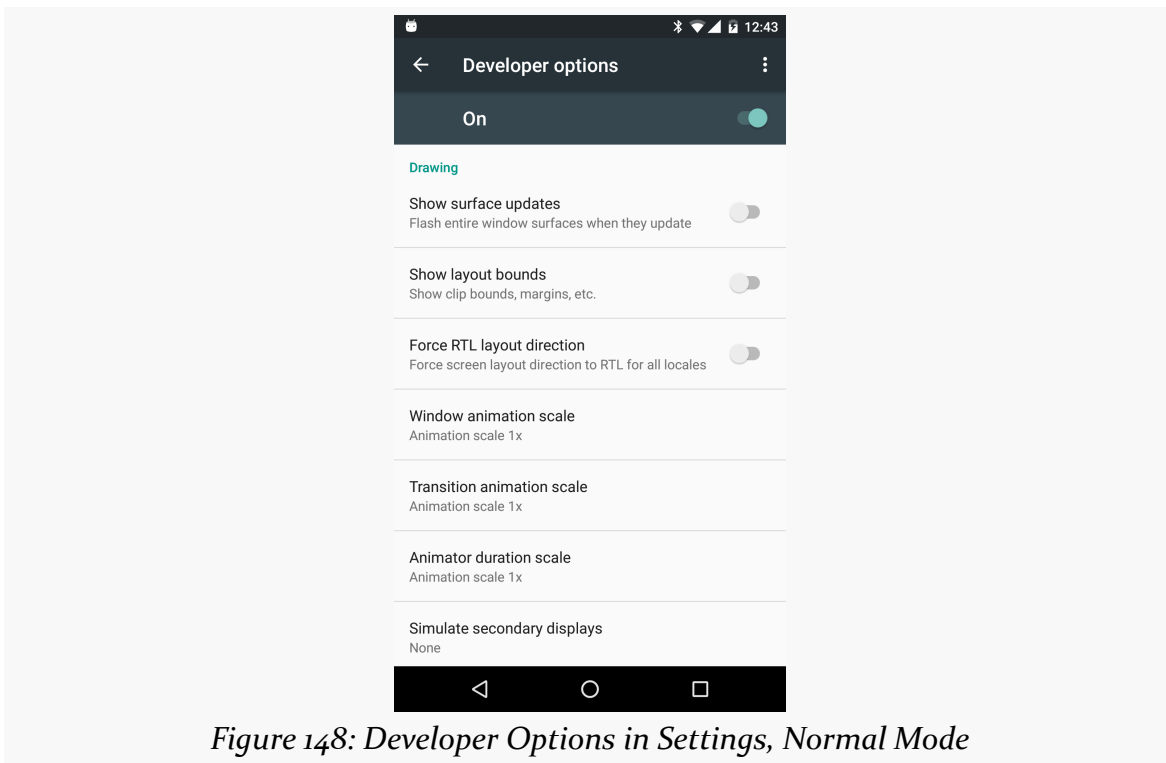 12:43
Developer options
On
Drawing
Show surface updates
Flash entire window surfaces when they update
Show layout bounds
Show clip bounds, margins, etc.
Force RTL layout direction
Force screen layout direction to RTL for all locales
Window animation scale
Animation scale 1x
Transition animation scale
Animation scale 1x
Animator duration scale
Animation scale 1x
Simulate secondary displays
None
Figure 148: Developer Options in Settings, Normal Mode